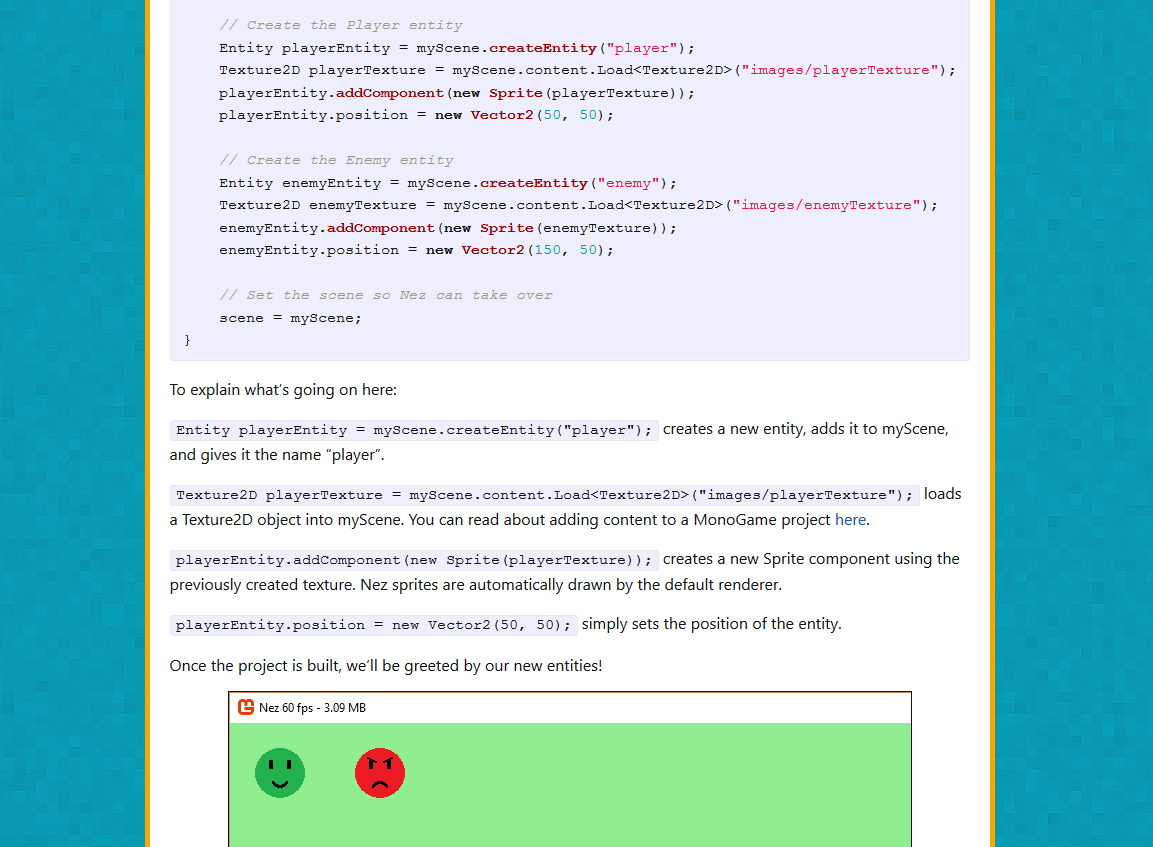 // Create the Player entity
Entity playerEntity = myScene.createEntity("player");
Texture2D playerTexture = myScene.content.Load<Texture2D>("images/playerTexture");
playerEntity.addComponent(new Sprite(playerTexture));
playerEntity.position = new Vector2(50, 50);
// Create the Enemy entity
Entity enemyEntity = myScene.createEntity("enemy");
Texture2D enemyTexture = myScene.content.Load<Texture2D>("images/enemyTexture");
enemyEntity.addComponent(new Sprite(enemyTexture));
enemyEntity.position = new Vector2(150, 50);
// Set the scene so Nez can take over
scene = myScene;
}
To explain what’s going on here:
Entity playerEntity = myScene.createEntity("player"); creates a new entity, adds it to myScene,
and gives it the name “player”.
Texture2D playerTexture = myScene.content.Load<Texture2D>("images/playerTexture"); loads
a Texture2D object into myScene. You can read about adding content to a MonoGame project here.
playerEntity.addComponent(new Sprite(playerTexture)); creates a new Sprite component using the
previously created texture. Nez sprites are automatically drawn by the default renderer.
playerEntity.position = new Vector2(50, 50); simply sets the position of the entity.
Once the project is built, we’ll be greeted by our new entities!
Nez 60 fps - 3.09 MB